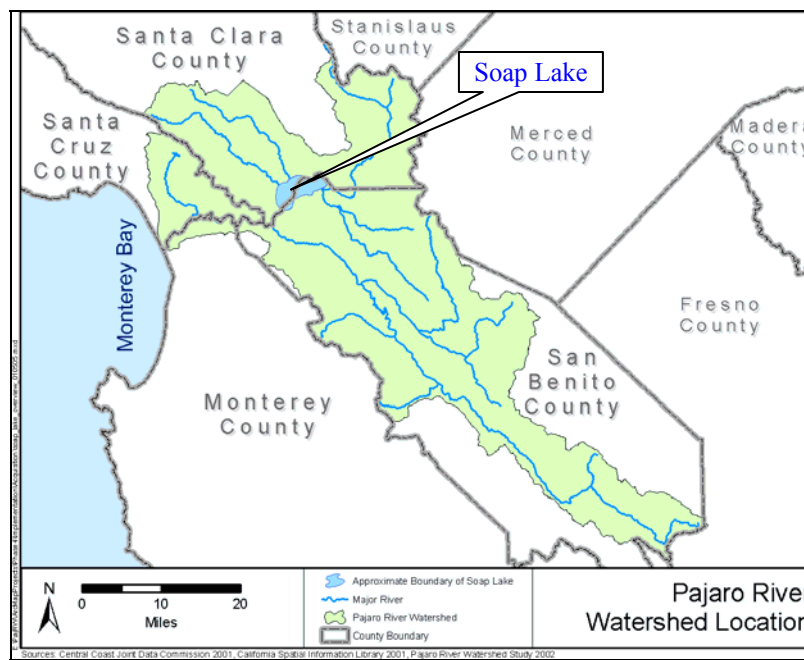 Stanislaus
County
Santa Clara
County
Soap Lake
Santa
Cruz
County
Merced
County
Madera
County
Monterey Bay
Fresno
County
San
Benito
County
Monterey
County
N
0 10 20
Miles
Approximate Boundary of Soap Lake
Major River
Pajaro River Watershed
County Boundary
Pajaro River
Watershed Location
Sources: Central Coast Joint Data Commission 2001, California Spatial Information Library 2001, Pajaro River Watershed Study 2002